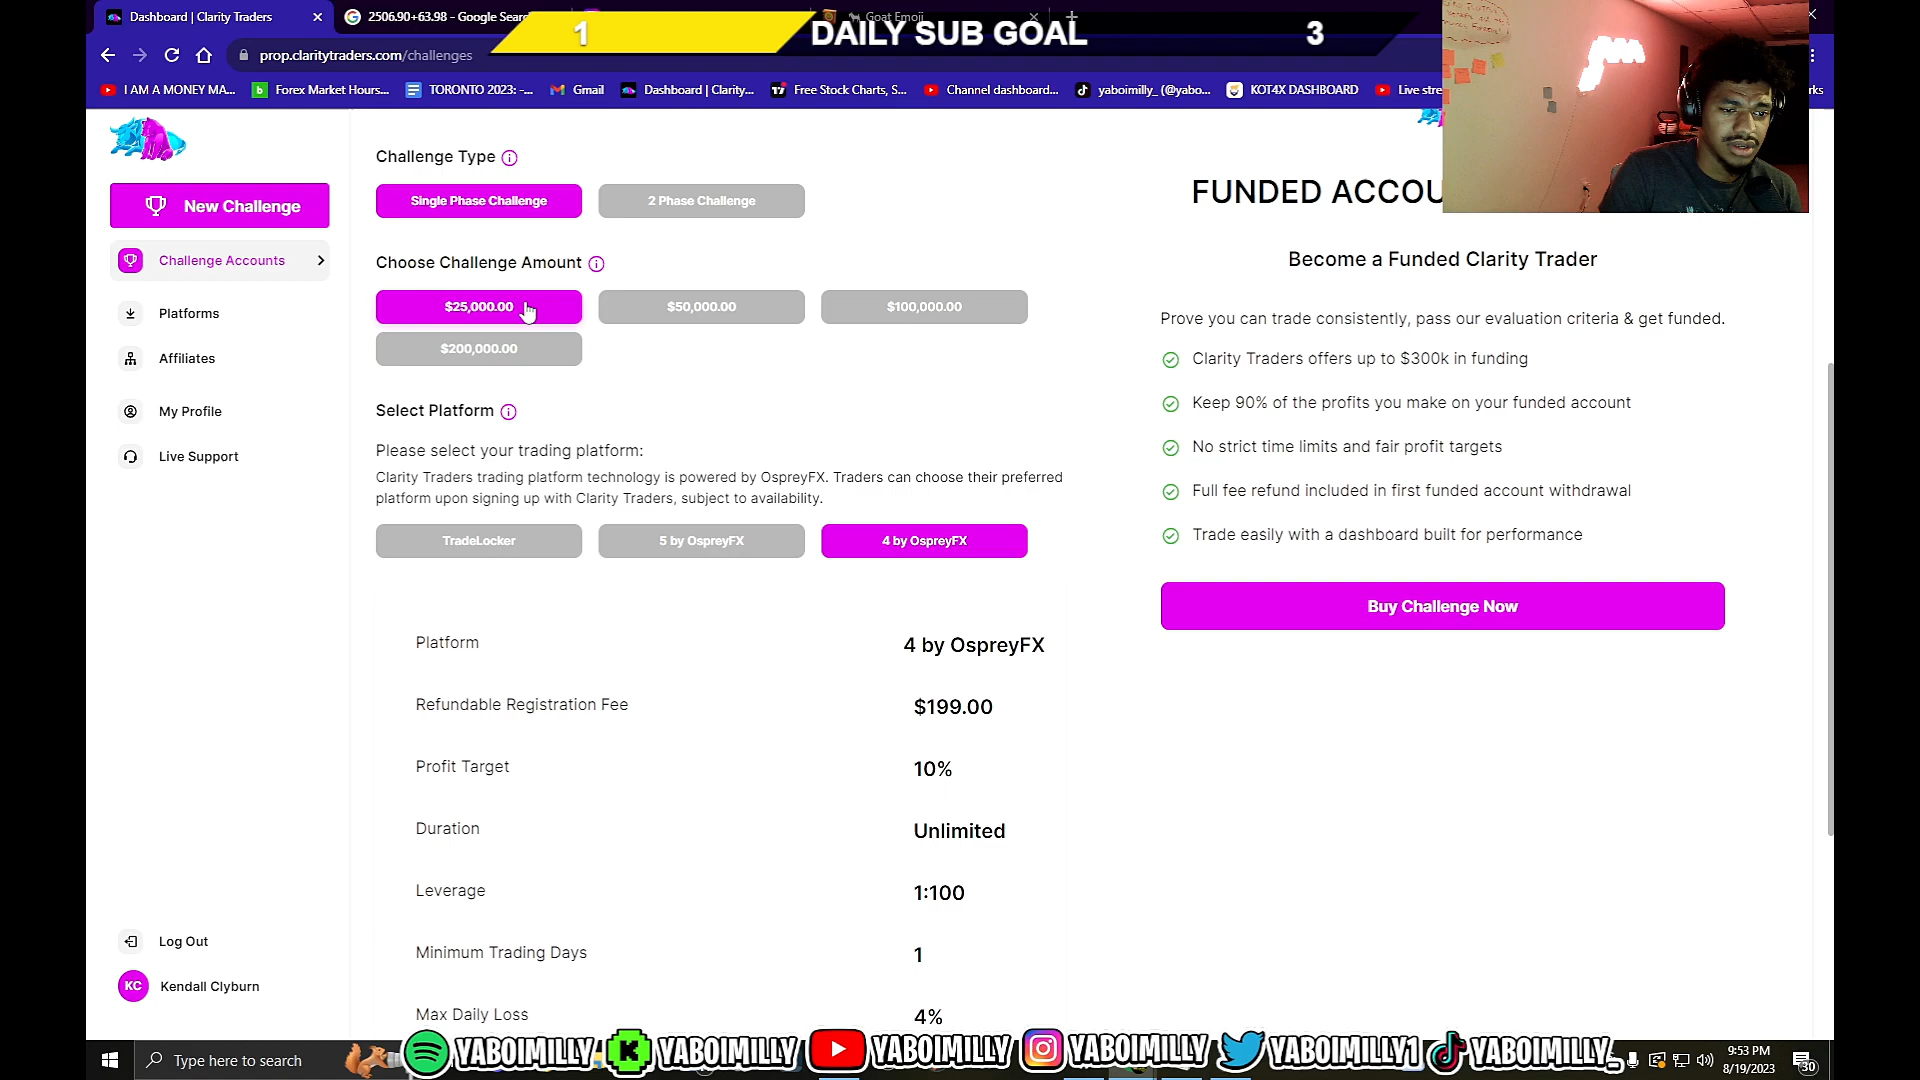 Dashboard | Clarity Traders
2506.90+63.98 - Google Sear
Goat Emoji
1
DAILY SUB GOAL
3
prop.claritytraders.com/challenges
I AM A MONEY MA...
Forex Market Hours...
TORONTO 2023: -...
Gmail
Dashboard | Clarity...
Free Stock Charts, S...
Channel dashboard...
yaboimilly_ (@yabo...
KOT4X DASHBOARD
Live stre
rks
New Challenge
Challenge Accounts
Platforms
Affiliates
My Profile
Live Support
Log Out
KC
Kendall Clyburn
Challenge Type
Single Phase Challenge
2 Phase Challenge
Choose Challenge Amount
$25,000.00
$50,000.00
$100,000.00
$200,000.00
Select Platform
Please select your trading platform:
Clarity Traders trading platform technology is powered by OspreyFX. Traders can choose their preferred
platform upon signing up with Clarity Traders, subject to availability.
TradeLocker
5 by OspreyFX
4 by OspreyFX
Platform
4 by OspreyFX
Refundable Registration Fee
$199.00
Profit Target
10%
Duration
Unlimited
Leverage
1:100
Minimum Trading Days
1
Max Daily Loss
4%
FUNDED ACCOU
Become a Funded Clarity Trader
Prove you can trade consistently, pass our evaluation criteria & get funded.
Clarity Traders offers up to $300k in funding
Keep 90% of the profits you make on your funded account
No strict time limits and fair profit targets
Full fee refund included in first funded account withdrawal
Trade easily with a dashboard built for performance
Buy Challenge Now
Type here to search
YABOIMILLY
YABOIMILLY
YABOIMILLY
YABOIMILLY
YABOIMILLY1
YABOIMILLY_
9:53 PM
8/19/2023
30